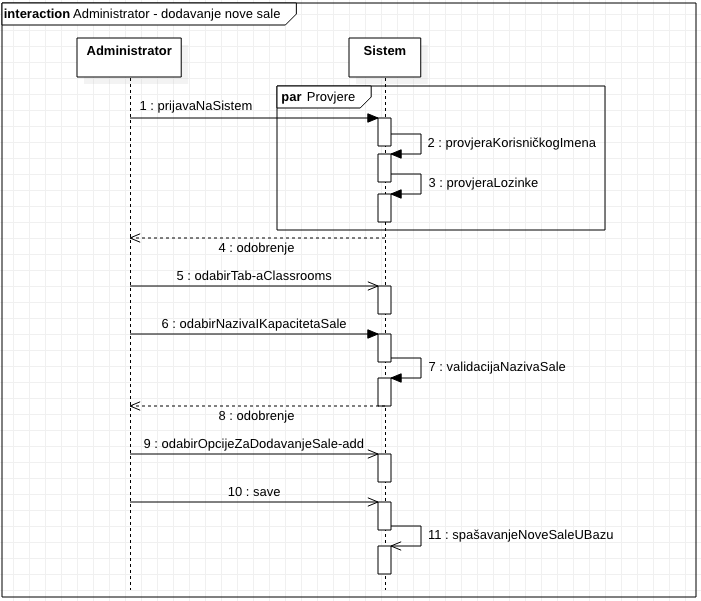 interaction Administrator - dodavanje nove sale
Administrator
Sistem
par Provjere
1 : prijavaNaSistem
2 : provjeraKorisničkogImena
3 : provjeraLozinke
4 : odobrenje
5 : odabirTab-aClassrooms
6 : odabirNazivaIKapacitetaSale
7 : validacijaNazivaSale
8 : odobrenje
9 : odabirOpcijeZaDodavanjeSale-add
10 : save
11 : spašavanjeNoveSaleUBazu